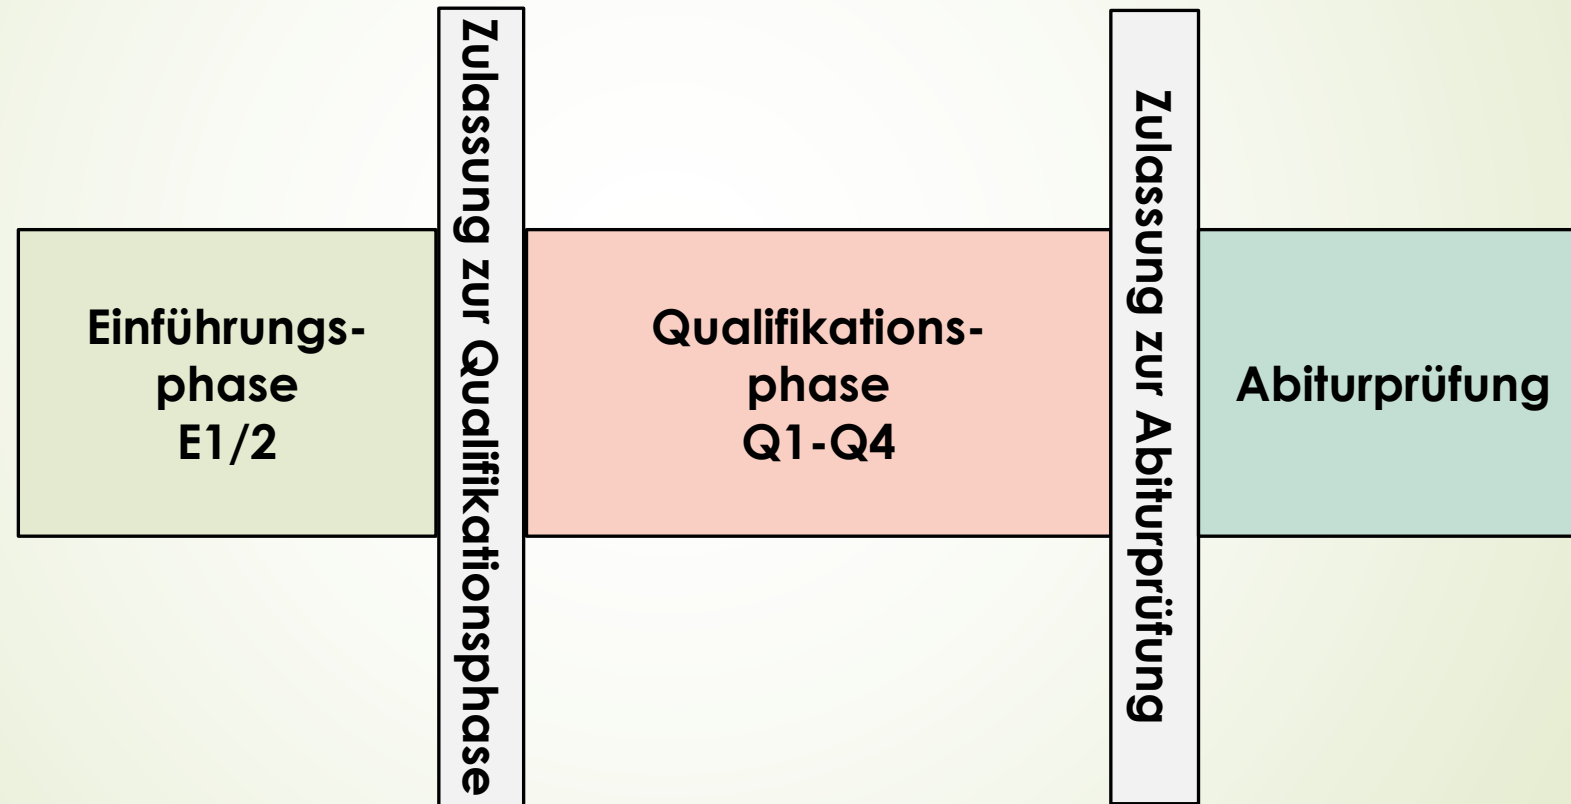 Einführungs-
phase
E1/2
Zulassung zur Qualifikationsphase
Qualifikations-
phase
Q1-Q4
Zulassung zur Abiturprüfung
Abiturprüfung